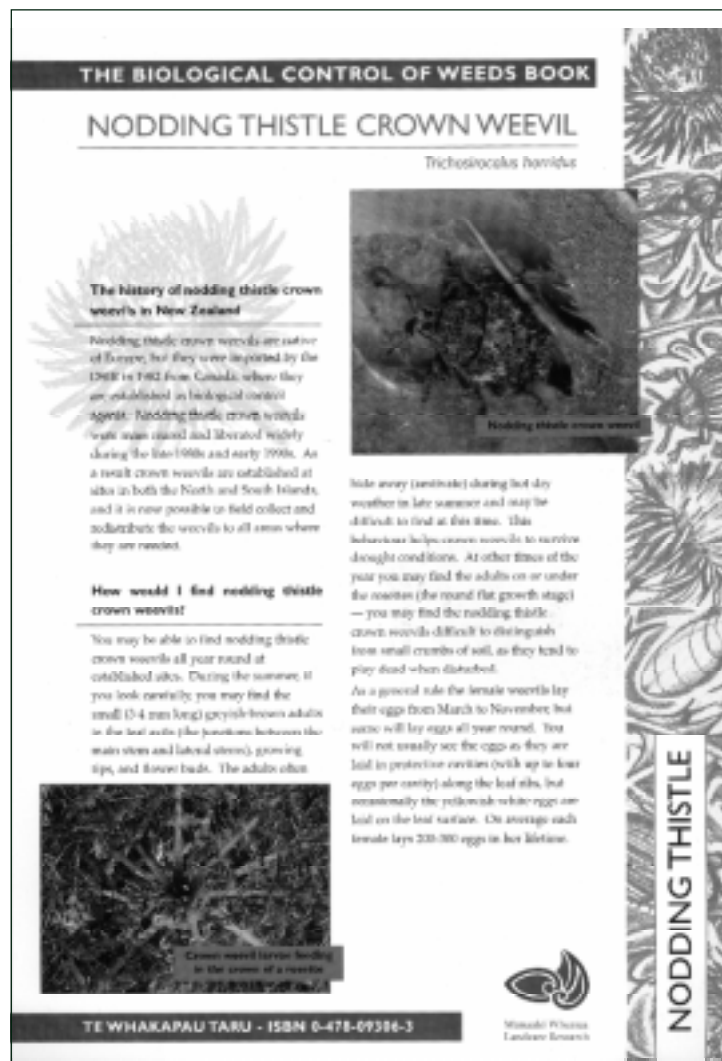 THE BIOLOGICAL CONTROL OF WEEDS BOOK
NODDING THISTLE CROWN WEEVIL
Trichosirocalus horridus
The history of nodding thistle crown
weevils in New Zealand
Nodding thistle crown weevils are native
of Europe, but they were imported by the
DSIR in from Canada, where they
are established as biological control
agents. Nodding thistle crown weevils
were mass reared and liberated widely
during the late 1980s and early 1990s. As
a result crown weevils are established at
sites in both the North and South Islands,
and it is now possible to field collect and
redistribute the weevils to all areas where
they are needed.
How would I find nodding thistle
crown weevils?
You may be able to find nodding thistle
crown weevils all year round at
established sites. During the summer, if
you look carefully, you may find the
small (3-4 mm long) greyish-brown adults
in the leaf axils (the junctions between the
main stem and lateral stems), growing
tips, and flower buds. The adults often
Crown weevil larvae feeding
in the crown of a rosette
Nodding thistle crown weevil
hide away (aestivate) during hot dry
weather in late summer and may be
difficult to find at this time. This
behaviour helps crown weevils to survive
drought conditions. At other times of the
year you may find the adults on or under
the rosettes (the round flat growth stage)
— you may find the nodding thistle
crown weevils difficult to distinguish
from small crumbs of soil, as they tend to
play dead when disturbed.
As a general rule the female weevils lay
their eggs from March to November, but
some will lay eggs all year round. You
will not usually see the eggs as they are
laid in protective cavities (with up to four
eggs per cavity) along the leaf ribs, but
occasionally the yellowish-white eggs are
laid on the leaf surface. On average each
female lays eggs in her lifetime.
NODDING THISTLE
TE WHAKAPAU TARU - ISBN 0-478-09306-3
Manaaki Whenua
Landcare Research